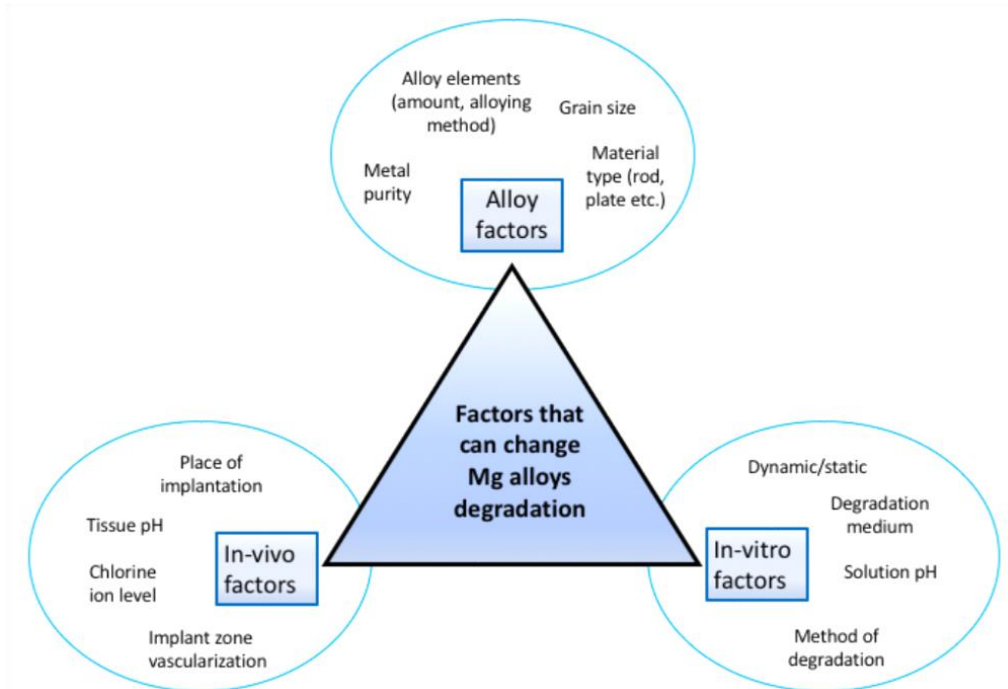 Alloy elements
(amount, alloying
method)
Grain size
Metal
purity
Material
type (rod,
plate etc.)
Alloy
factors
Factors that
can change
Mg alloys
degradation
Place of
implantation
Tissue pH
Chlorine
ion level
Implant zone
vascularization
In-vivo
factors
Dynamic/static
Degradation
medium
In-vitro
factors
Solution pH
Method of
degradation